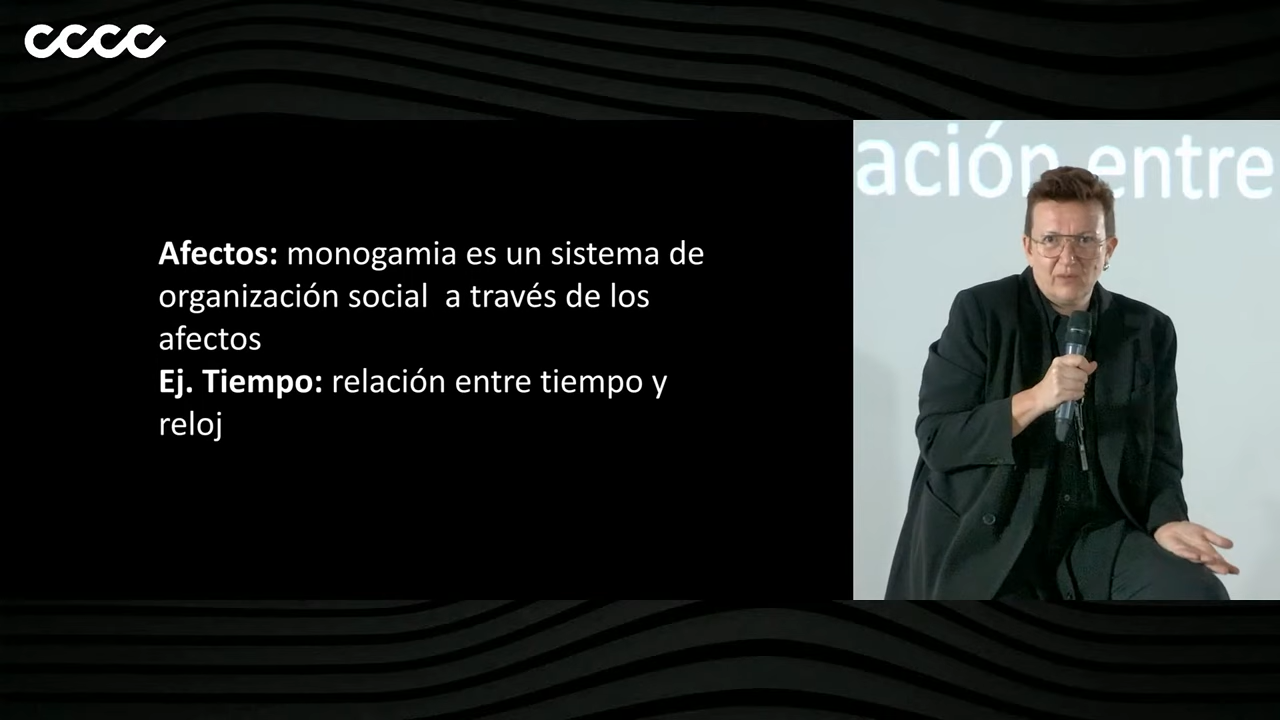 cccc
Afectos: monogamia es un sistema de
organización social  a través de los
afectos
Ej. Tiempo: relación entre tiempo y
reloj
ación entre